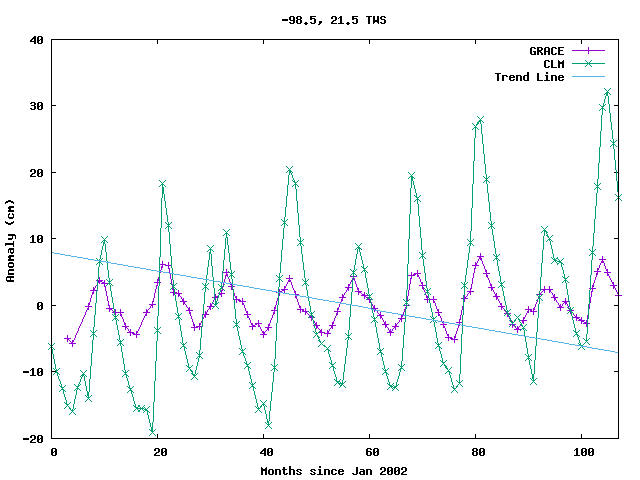 -98.5, 21.5 TWS
GRACE
CLM
Trend Line
40
30
20
10
0
-10
-20
Anomaly (cm)
0 20 40 60 80 100
Months since Jan 2002